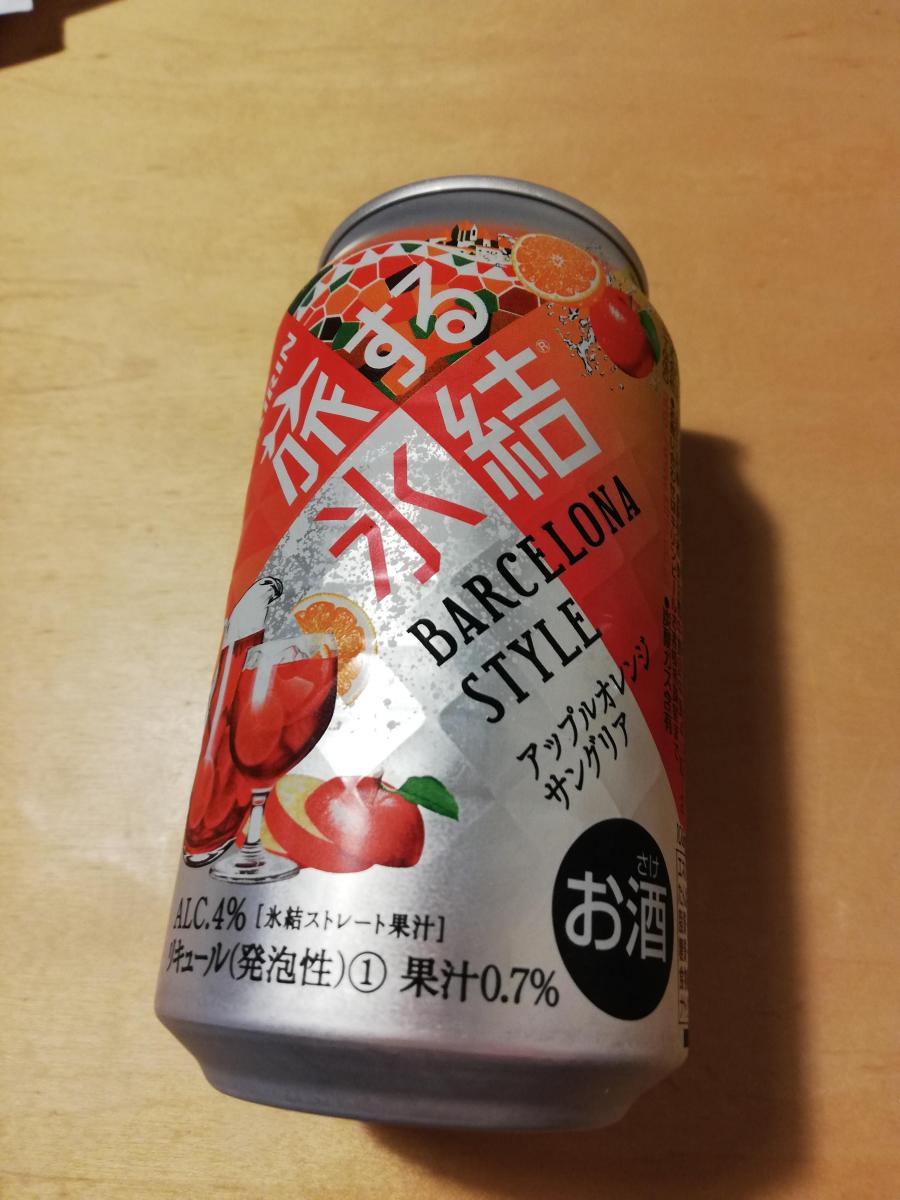 旅する
氷結®
BARCELONA
STYLE
アップルオレンジ
サングリア
さけ
お酒
ALC.4% [氷結ストレート果汁]
リキュール(発泡性)① 果汁0.7%